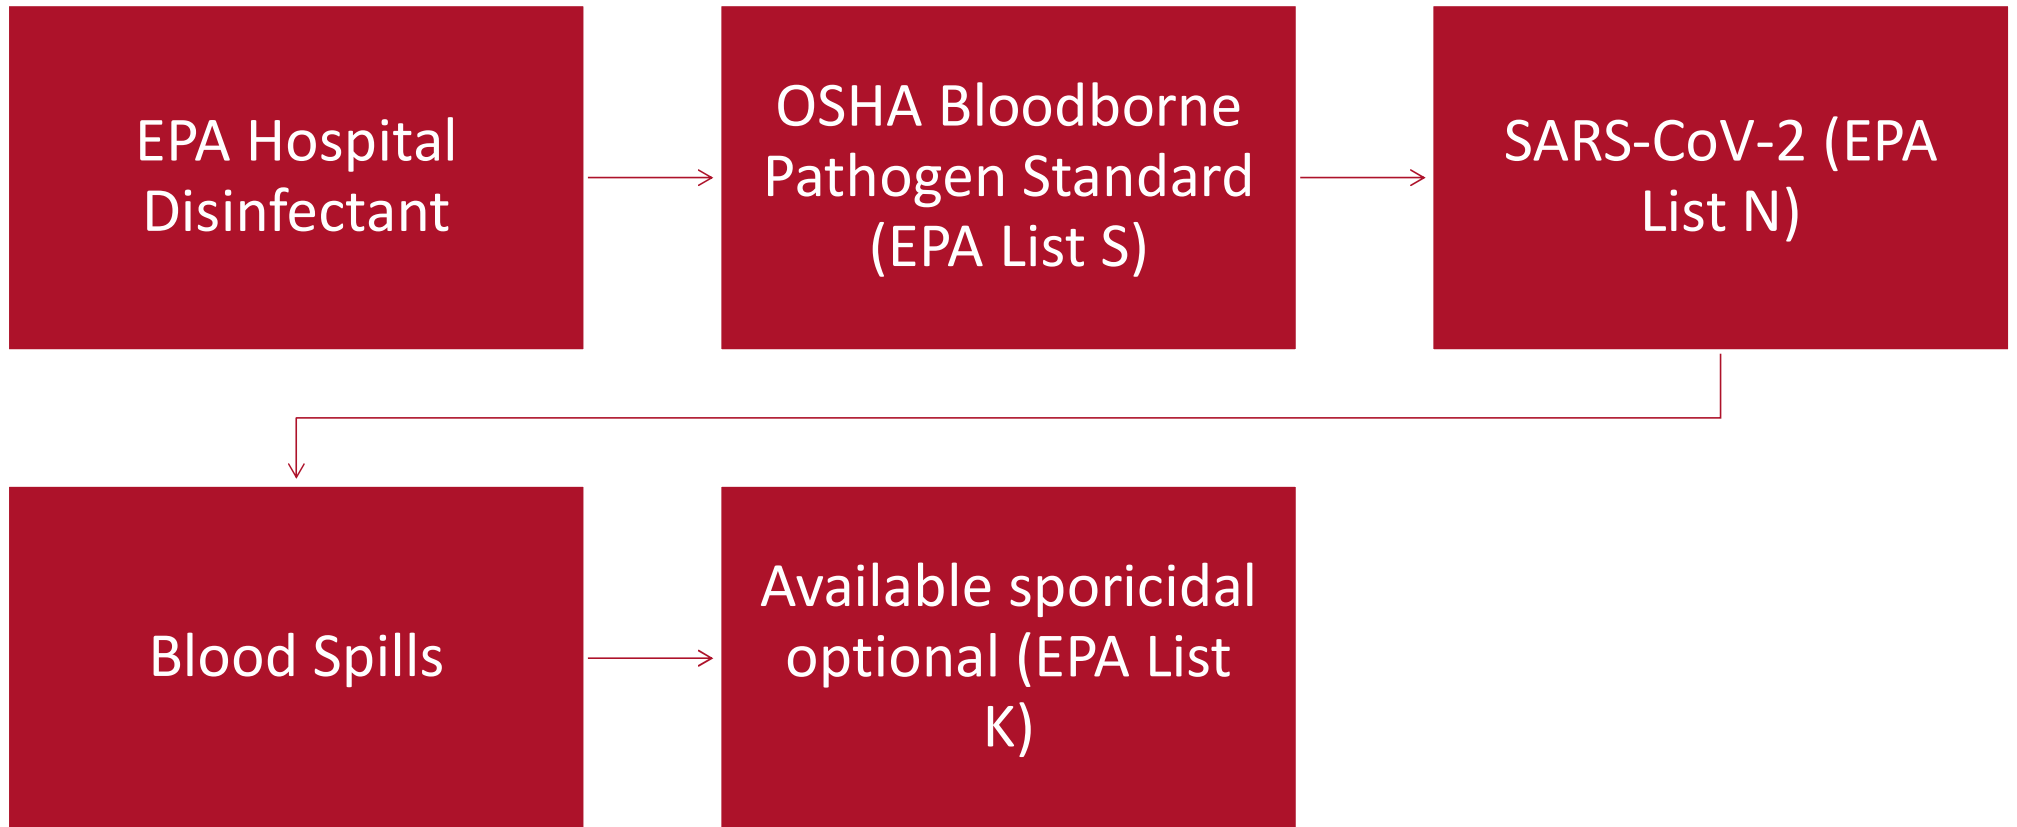 EPA Hospital
Disinfectant
OSHA Bloodborne
Pathogen Standard
(EPA List S)
SARS-CoV-2 (EPA
List N)
Blood Spills
Available sporicidal
optional (EPA List
K)